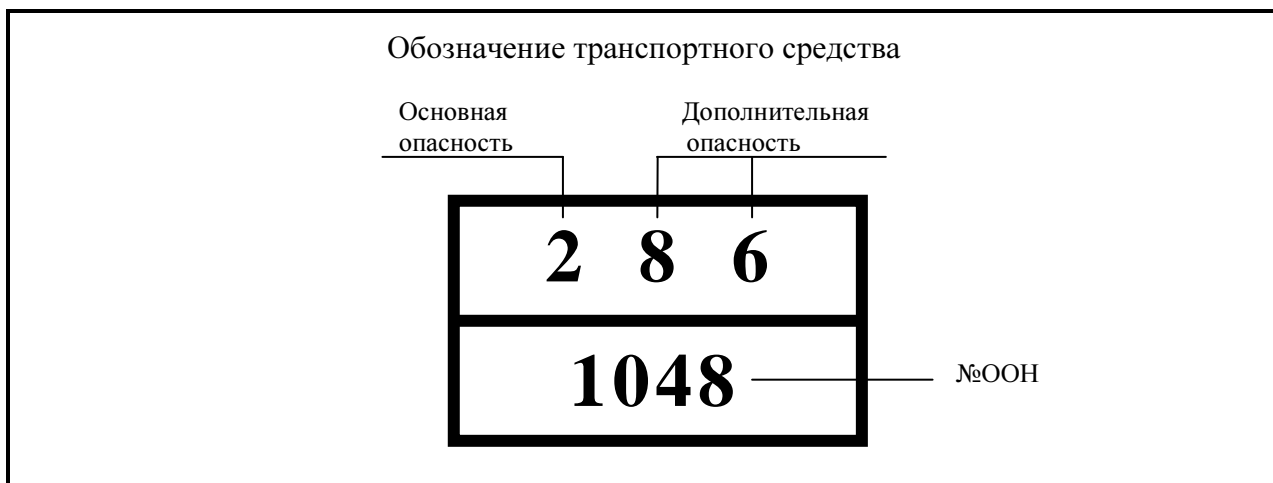 Обозначение транспортного средства
Основная
опасность
Дополнительная
опасность
2 8 6
1048
№ООН